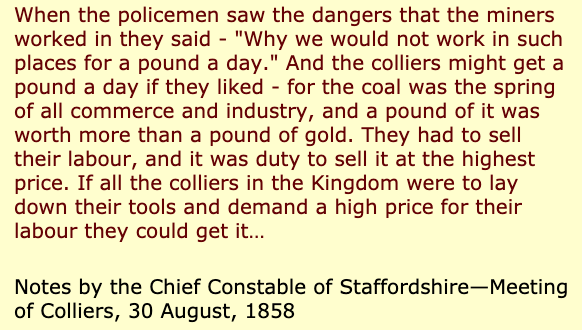 When the policemen saw the dangers that the miners
worked in they said - "Why we would not work in such
places for a pound a day." And the colliers might get a
pound a day if they liked - for the coal was the spring
of all commerce and industry, and a pound of it was
worth more than a pound of gold. They had to sell
their labour, and it was duty to sell it at the highest
price. If all the colliers in the Kingdom were to lay
down their tools and demand a high price for their
labour they could get it…
Notes by the Chief Constable of Staffordshire—Meeting
of Colliers, 30 August, 1858